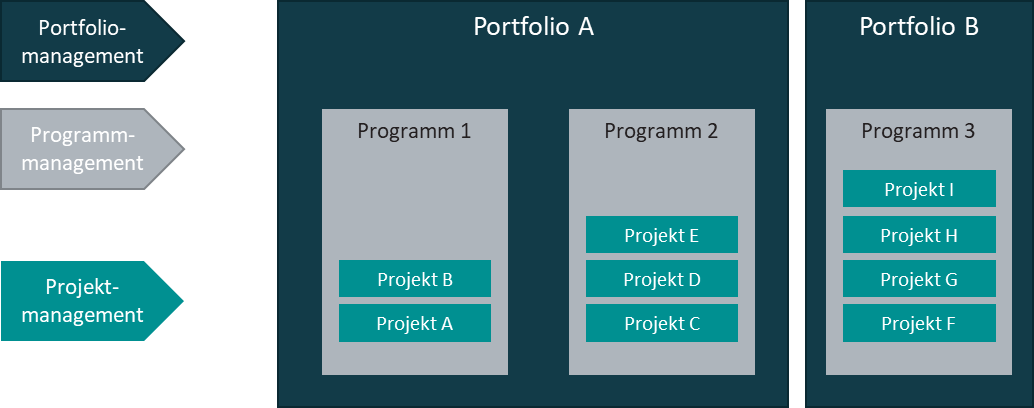 Portfolio-
management
Programm-
management
Projekt-
management
Portfolio A
Programm 1
Projekt B
Projekt A
Programm 2
Projekt E
Projekt D
Projekt C
Portfolio B
Programm 3
Projekt I
Projekt H
Projekt G
Projekt F